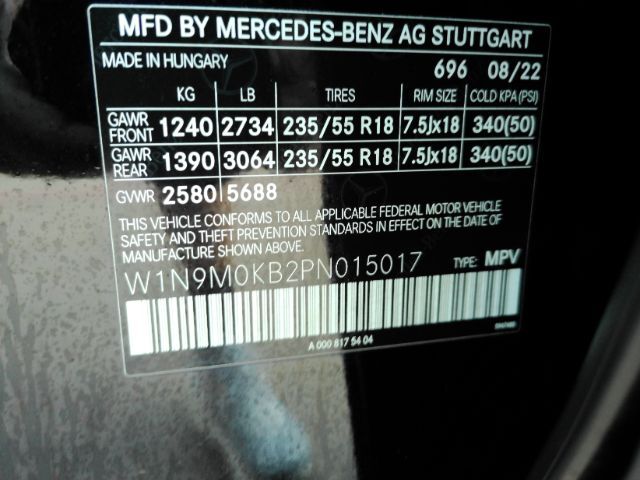 MFD BY MERCEDES-BENZ AG STUTTGART
MADE IN HUNGARY 696 08/22
KG LB TIRES RIM SIZE COLD KPA(PSI)
GAWR FRONT 1240 2734 235/55 R18 7.5Jx18 340(50)
GAWR REAR 1390 3064 235/55 R18 7.5Jx18 340(50)
GVWR 2580 5688
THIS VEHICLE CONFORMS TO ALL APPLICABLE FEDERAL MOTOR VEHICLE
SAFETY AND THEFT PREVENTION STANDARDS IN EFFECT ON THE DATE OF
MANUFACTURE SHOWN ABOVE.
W1N9M0KB2PN015017 TYPE: MPV
A 000 817 54 04